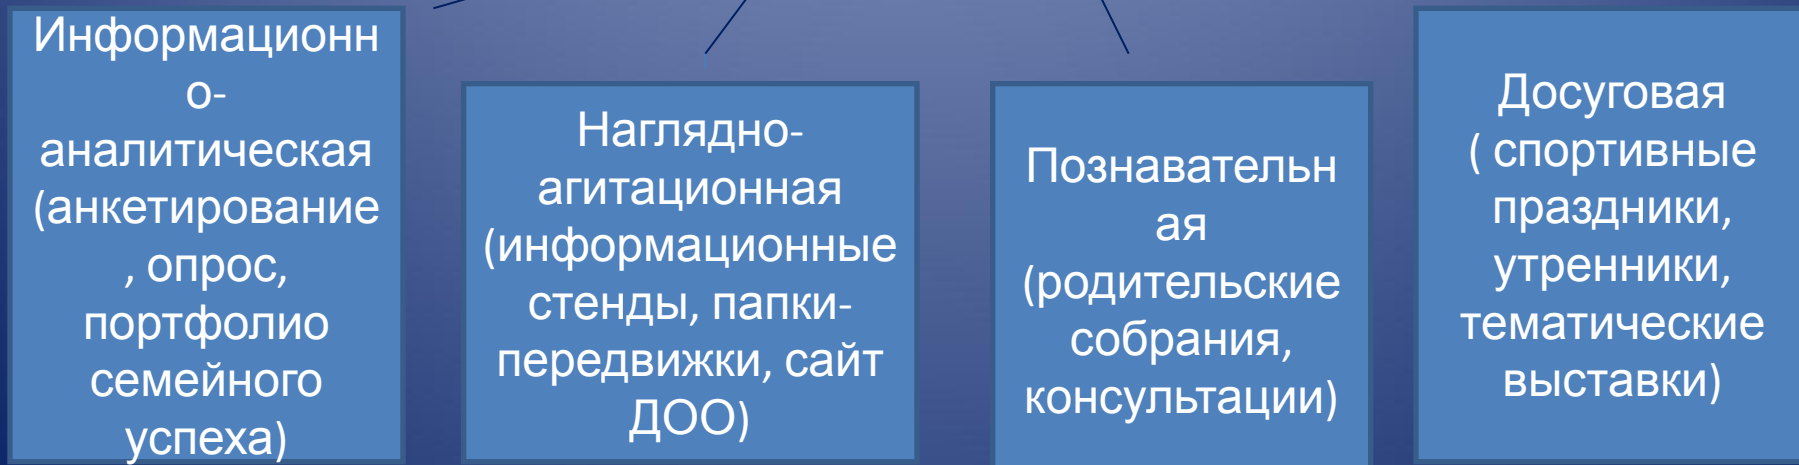 Информационн
о-
аналитическая
(анкетирование
, опрос,
портфолио
семейного
успеха)
Наглядно-
агитационная
(информационные
стенды, папки-
передвижки, сайт
ДОО)
Познавательн
ая
(родительские
собрания,
консультации)
Досуговая
( спортивные
праздники,
утренники,
тематические
выставки)